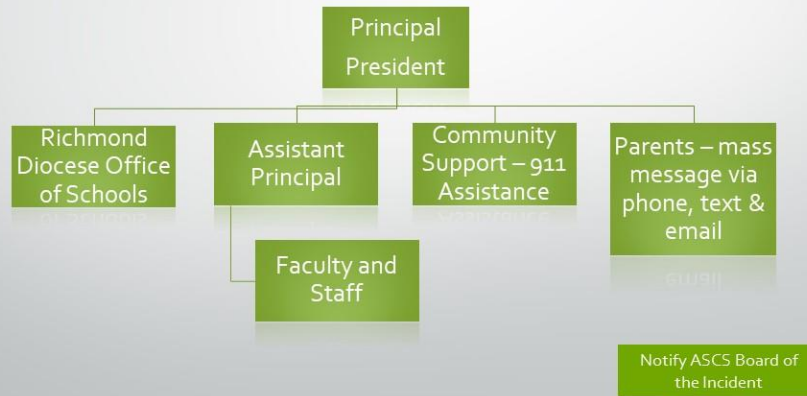 Principal
President
Richmond
Diocese Office
of Schools
Assistant
Principal
Community
Support – 911
Assistance
Parents – mass
message via
phone, text &
email
Faculty and
Staff
Notify ASCS Board of
the Incident